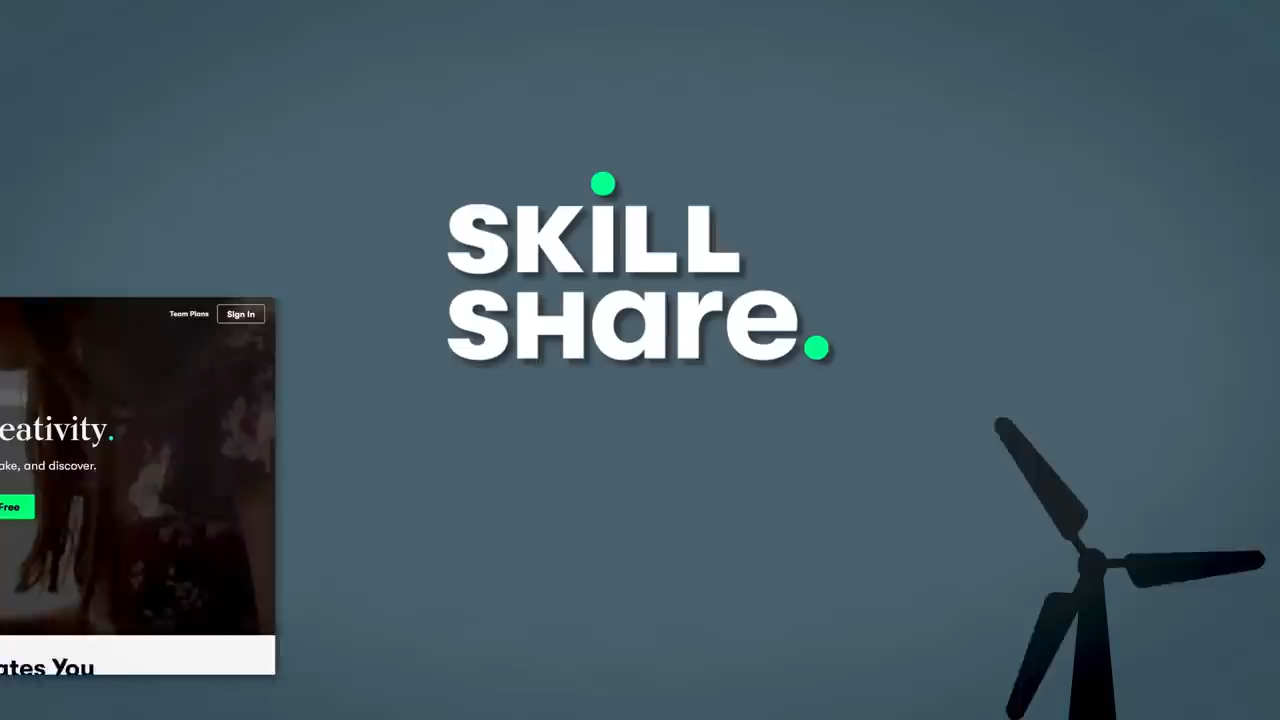 SKILL
SHare.
Team Plans
Sign In
eativity.
ake, and discover.
Free
ates You